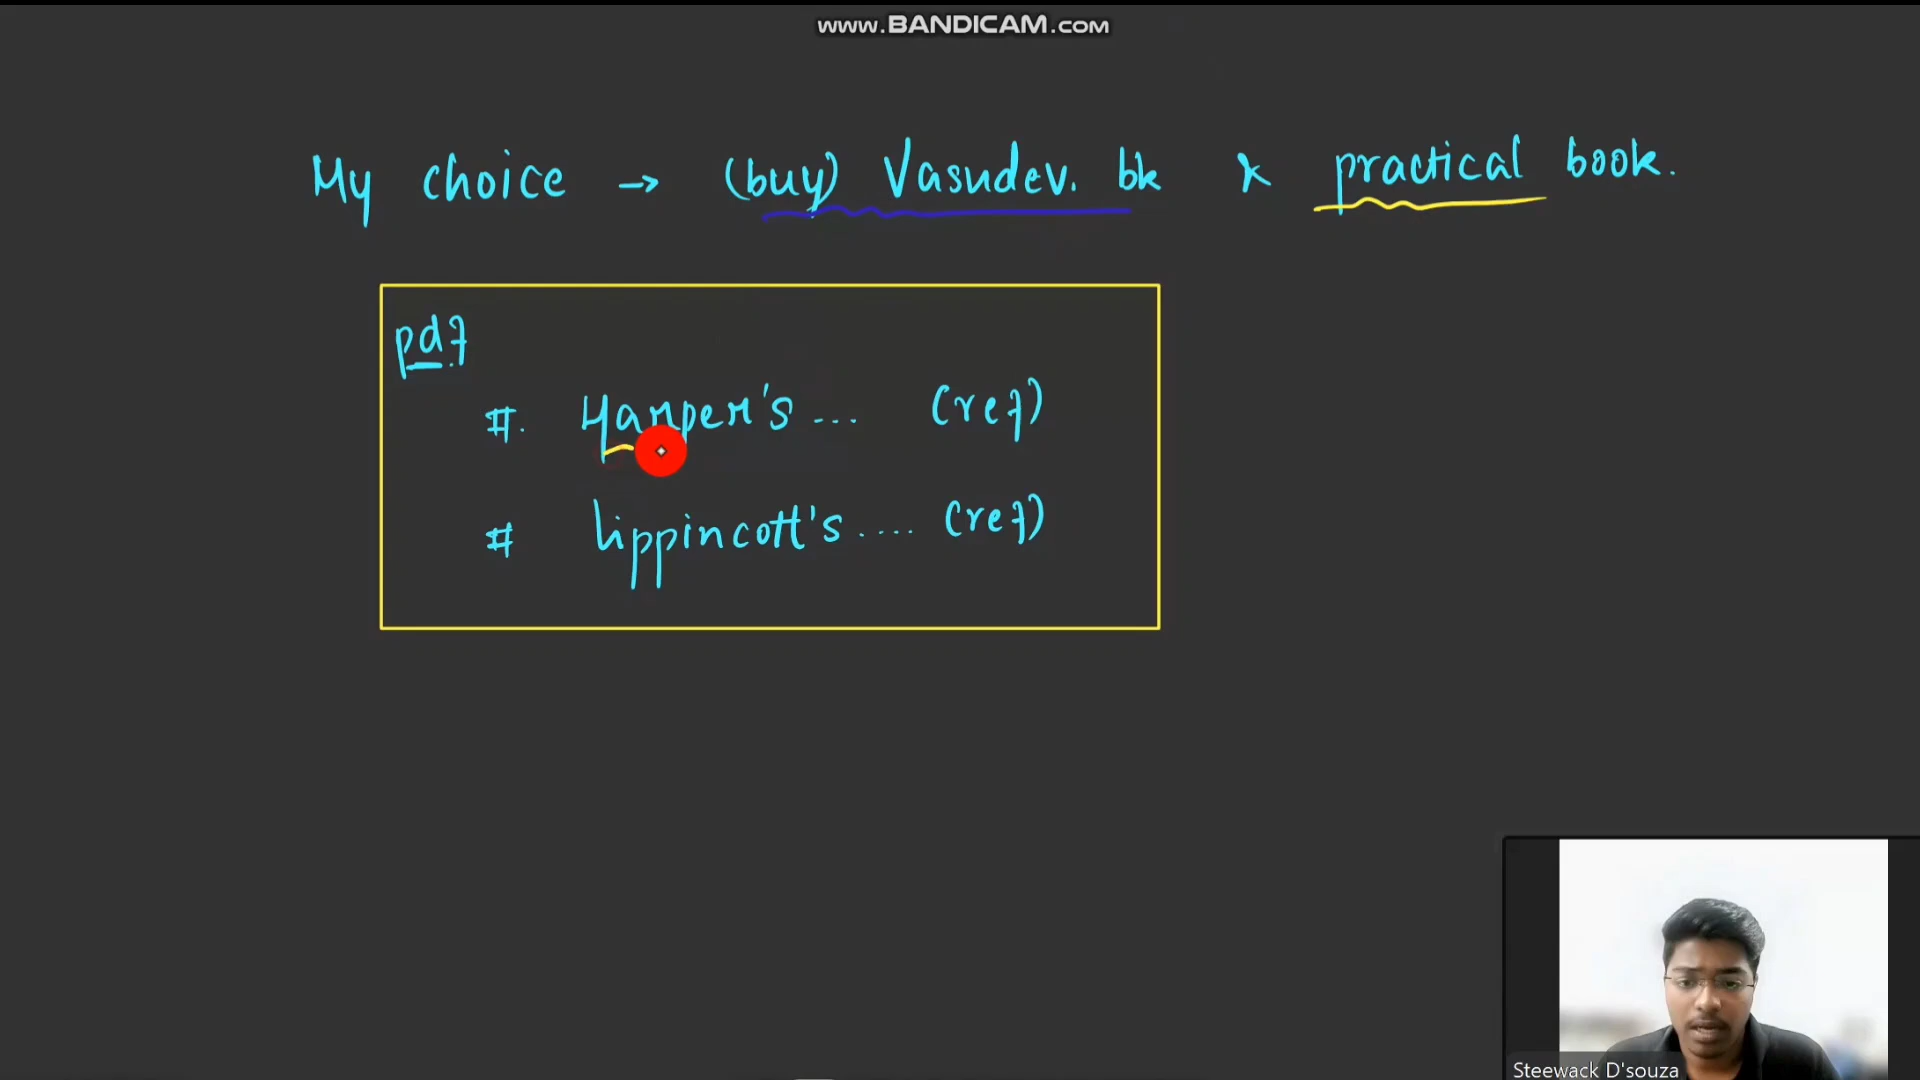 www.BANDICAM.com
My choice → (buy) Vasudev. bk & practical book.
pdf
#. Harper's ... (ref)
# Lippincott's .... (ref)
Steewack D'souza